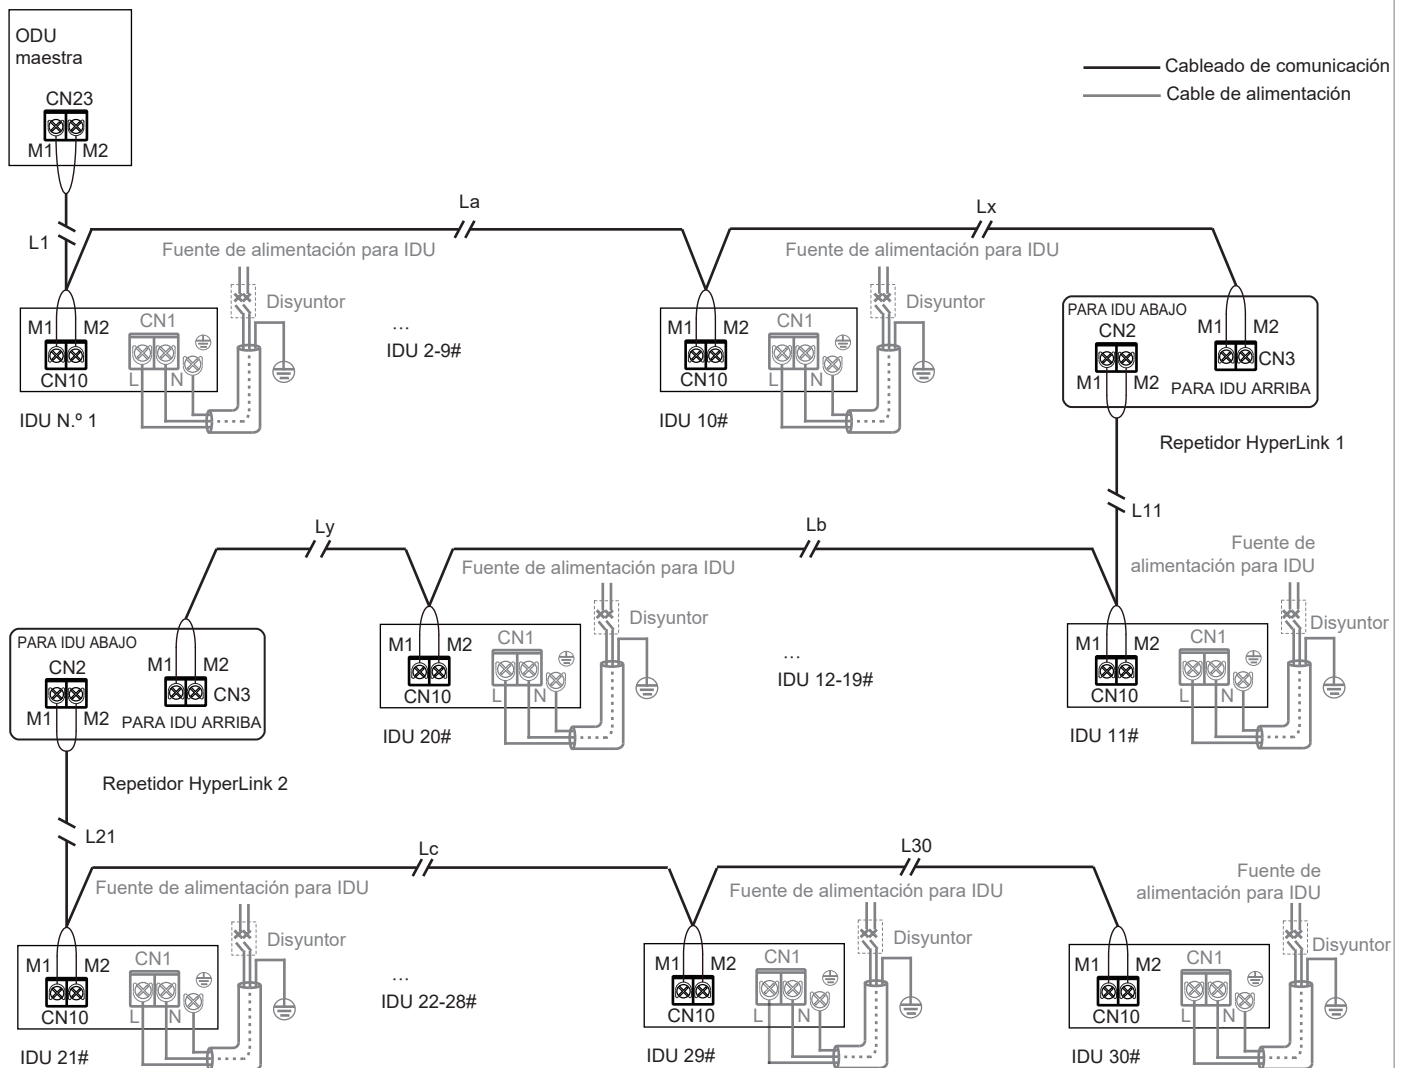 ODU
maestra
CN23
M1 M2
Cableado de comunicación
Cable de alimentación
L1
La
Lx
Fuente de alimentación para IDU
Disyuntor
M1 M2
CN1
CN10
L N
IDU N.º 1
...
IDU 2-9#
Fuente de alimentación para IDU
Disyuntor
M1 M2
CN1
CN10
L N
IDU 10#
PARA IDU ABAJO
CN2
M1 M2
M1 M2
CN3
PARA IDU ARRIBA
Repetidor HyperLink 1
L11
Ly
Lb
PARA IDU ABAJO
CN2
M1 M2
M1 M2
CN3
PARA IDU ARRIBA
Repetidor HyperLink 2
Fuente de alimentación para IDU
Disyuntor
M1 M2
CN1
CN10
L N
IDU 20#
...
IDU 12-19#
Fuente de
alimentación para IDU
Disyuntor
M1 M2
CN1
CN10
L N
IDU 11#
L21
Lc
L30
Fuente de alimentación para IDU
Disyuntor
M1 M2
CN1
CN10
L N
IDU 21#
...
IDU 22-28#
Fuente de alimentación para IDU
Disyuntor
M1 M2
CN1
CN10
L N
IDU 29#
Fuente de
alimentación para IDU
Disyuntor
M1 M2
CN1
CN10
L N
IDU 30#